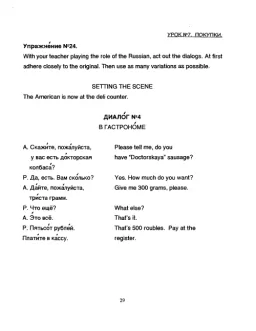 УРОК №7. ПОКУПКИ.
Упражнение №24.
With your teacher playing the role of the Russian, act out the dialogs. At first
adhere closely to the original. Then use as many variations as possible.
SETTING THE SCENE
The American is now at the deli counter.
ДИАЛО́Г №4
В ГАСТРОНО́МЕ
А. Скажи́те, пожа́луйста, Please tell me, do you
у вас есть до́кторская have "Doctorskaya" sausage?
колбаса́?
Р. Да, есть. Вам ско́лько? Yes. How much do you want?
А. Да́йте, пожа́луйста, Give me 300 grams, please.
три́ста грамм.
Р. Что ещё? What else?
А. Э́то всё. That's it.
Р. Пятьсо́т рубле́й. That's 500 roubles. Pay at the
Плати́те в ка́ссу. register.
29